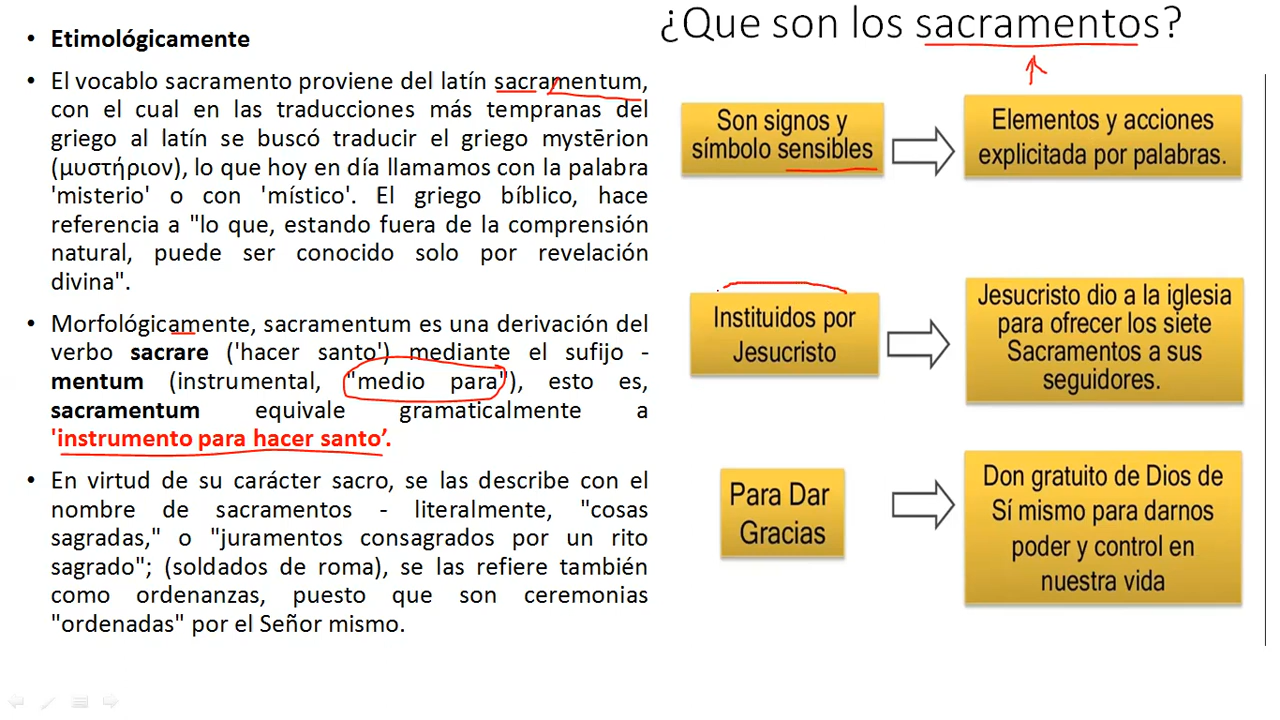 • Etimológicamente
• El vocablo sacramento proviene del latín sacramentum,
con el cual en las traducciones más tempranas del
griego al latín se buscó traducir el griego mystērion
(μυστήριον), lo que hoy en día llamamos con la palabra
'misterio' o con 'místico'. El griego bíblico, hace
referencia a "lo que, estando fuera de la comprensión
natural, puede ser conocido solo por revelación
divina".
• Morfológicamente, sacramentum es una derivación del
verbo sacrare ('hacer santo') mediante el sufijo -
mentum (instrumental, "medio para"), esto es,
sacramentum equivale gramaticalmente a
'instrumento para hacer santo’.
• En virtud de su carácter sacro, se las describe con el
nombre de sacramentos - literalmente, "cosas
sagradas," o "juramentos consagrados por un rito
sagrado"; (soldados de roma), se las refiere también
como ordenanzas, puesto que son ceremonias
"ordenadas" por el Señor mismo.
¿Que son los sacramentos?
Son signos y
símbolo sensibles
Elementos y acciones
explicitada por palabras.
Instituidos por
Jesucristo
Jesucristo dio a la iglesia
para ofrecer los siete
Sacramentos a sus
seguidores.
Para Dar
Gracias
Don gratuito de Dios de
Sí mismo para darnos
poder y control en
nuestra vida